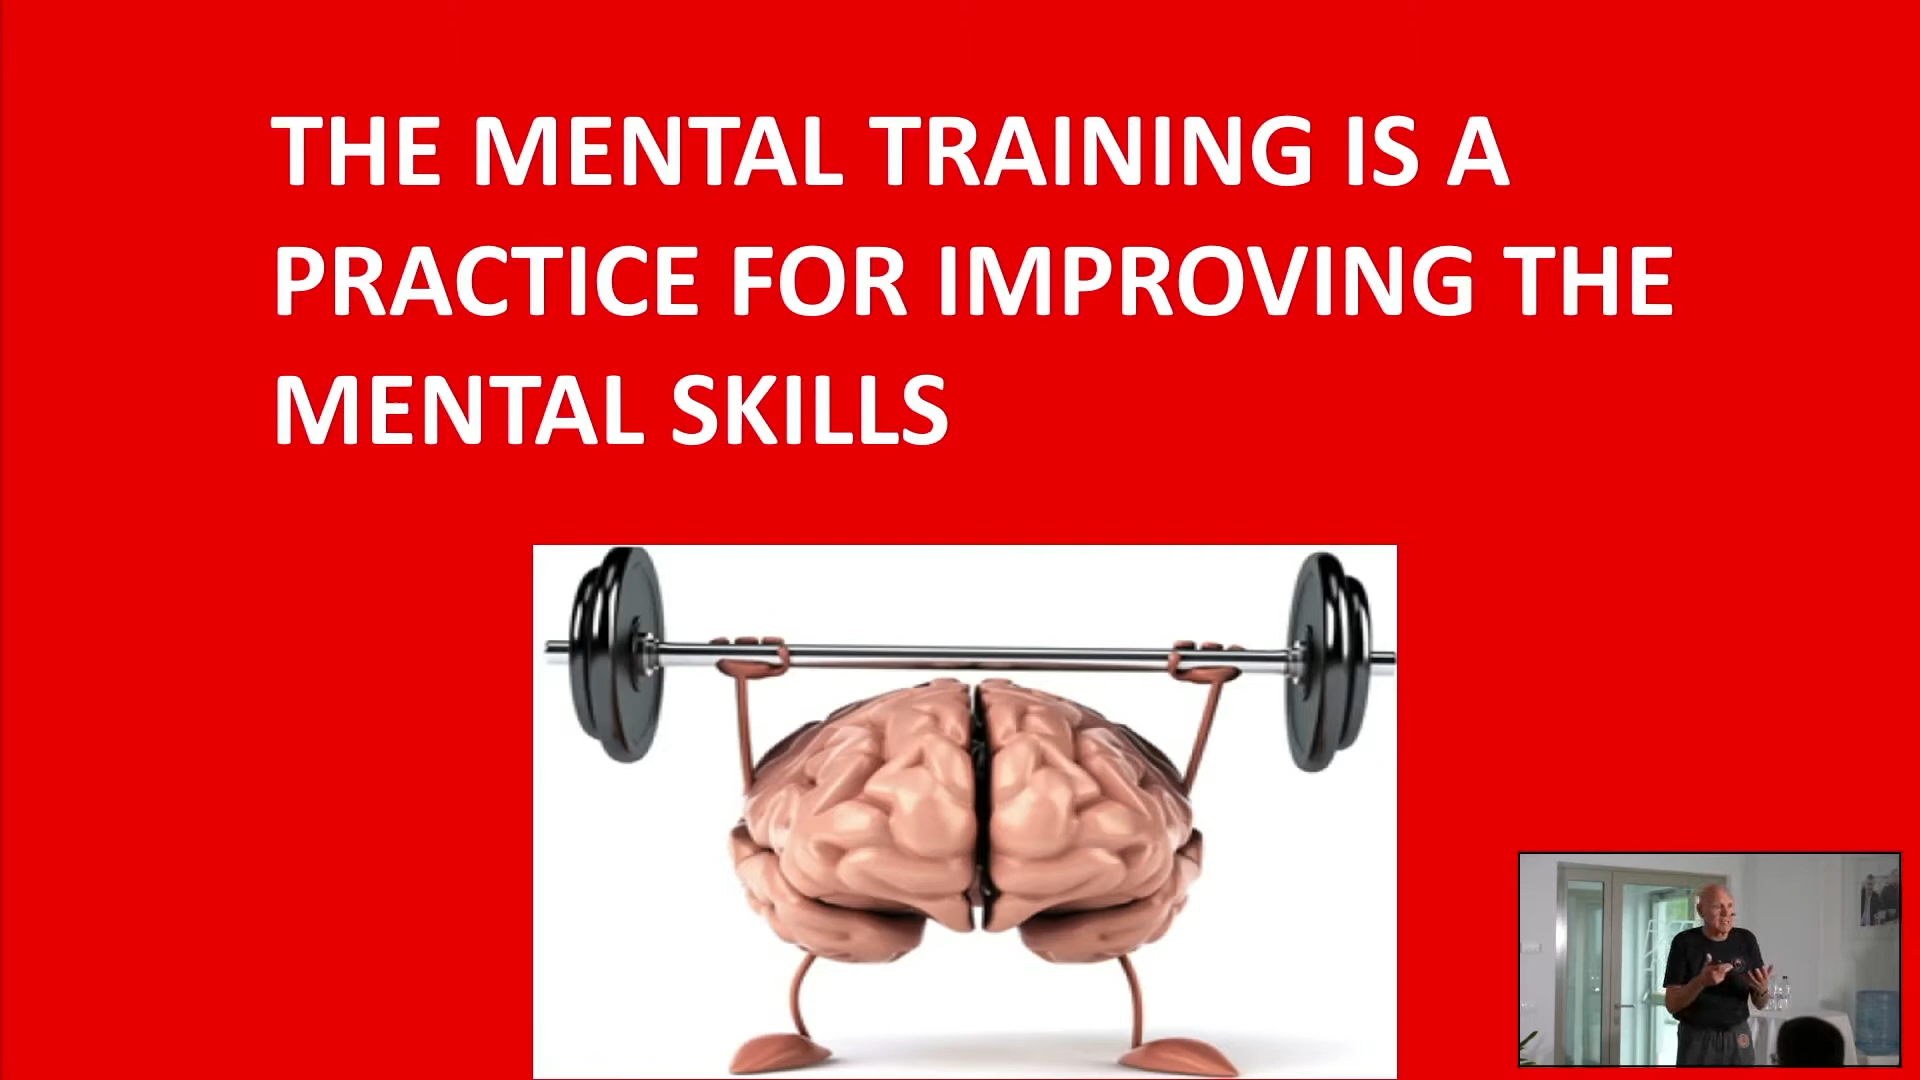 THE MENTAL TRAINING IS A
PRACTICE FOR IMPROVING THE
MENTAL SKILLS